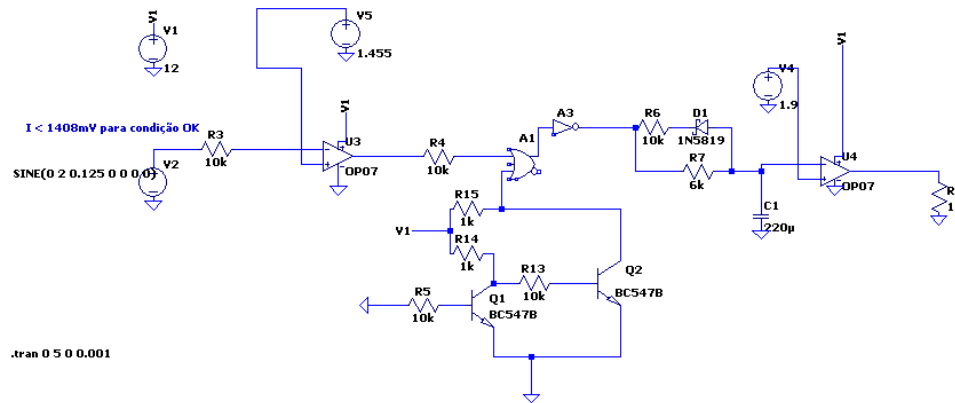 V1
V1
12
V5
1.455
I < 1408mV para condição OK
R3
10k
V2
SINE(0 2 0.125 0 0 0 0)
V1
U3
OP07
R4
10k
A1
A3
R6
10k
D1
1N5819
R7
6k
C1
220µ
V4
1.9
V1
U4
OP07
R
1
R15
1k
V1
R14
1k
R13
10k
Q2
BC547B
R5
10k
Q1
BC547B
.tran 0 5 0 0.001